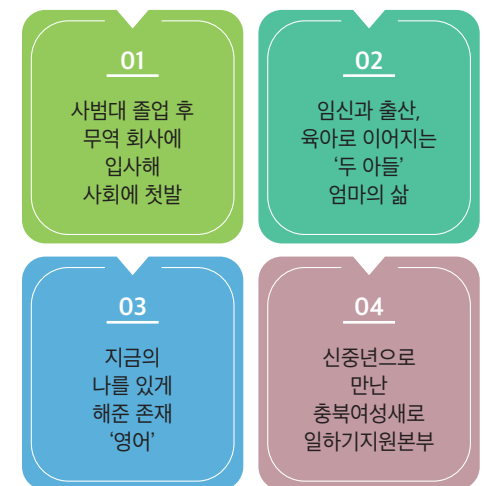 01
사범대 졸업 후
무역 회사에
입사해
사회에 첫발
02
임신과 출산,
육아로 이어지는
‘두 아들’
엄마의 삶
03
지금의
나를 있게
해준 존재
‘영어’
04
신중년으로
만난
충북여성새로
일하기지원본부